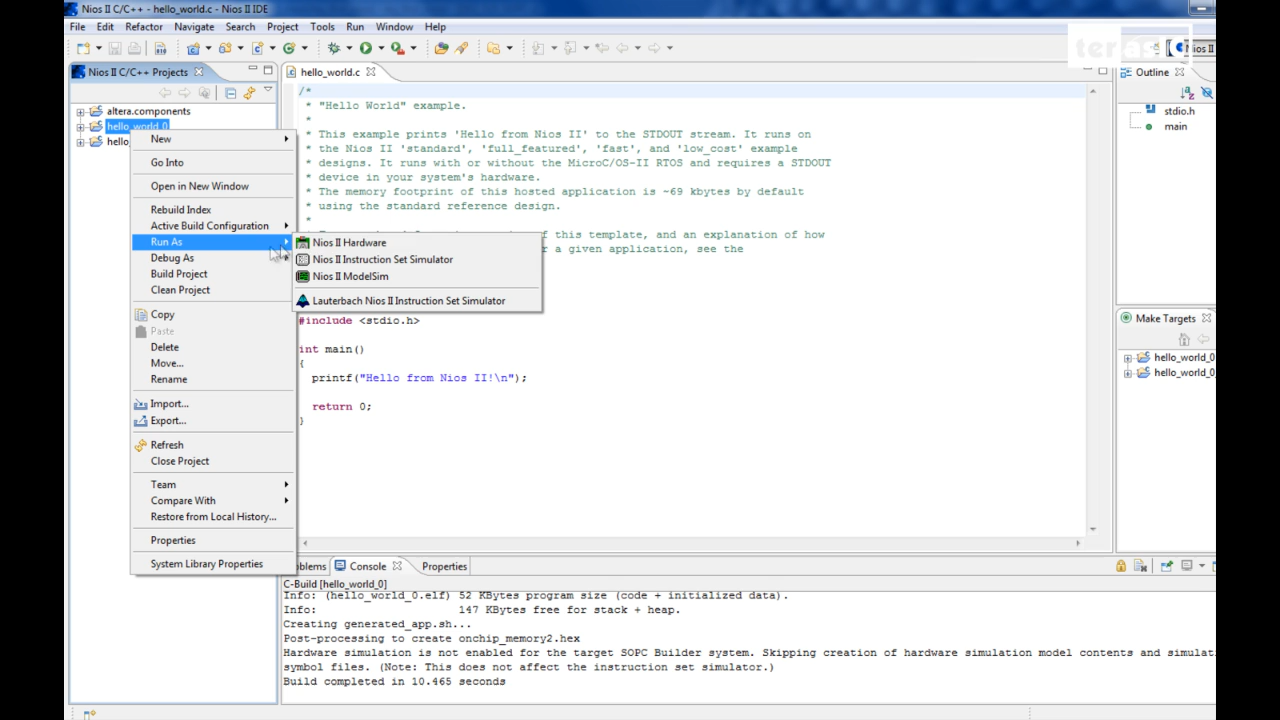 Nios II C/C++ - hello_world.c - Nios II IDE
File Edit Refactor Navigate Search Project Tools Run Window Help
terasic
Nios II
Nios II C/C++ Projects
altera.components
hello_world_0
hello_
New
Go Into
Open in New Window
Rebuild Index
Active Build Configuration
Run As
Debug As
Build Project
Clean Project
Copy
Paste
Delete
Move...
Rename
Import...
Export...
Refresh
Close Project
Team
Compare With
Restore from Local History...
Properties
System Library Properties
Nios II Hardware
Nios II Instruction Set Simulator
Nios II ModelSim
Lauterbach Nios II Instruction Set Simulator
hello_world.c
/*
* "Hello World" example.
*
* This example prints 'Hello from Nios II' to the STDOUT stream. It runs on
* the Nios II 'standard', 'full_featured', 'fast', and 'low_cost' example
* designs. It runs with or without the MicroC/OS-II RTOS and requires a STDOUT
* device in your system's hardware.
* The memory footprint of this hosted application is ~69 kbytes by default
* using the standard reference design.
*
of this template, and an explanation of how
r a given application, see the
#include <stdio.h>
int main()
{
printf("Hello from Nios II!\n");
return 0;
}
Outline
stdio.h
main
Make Targets
hello_world_0
hello_world_0
oblems Console Properties
C-Build [hello_world_0]
Info: (hello_world_0.elf) 52 KBytes program size (code + initialized data).
Info: 147 KBytes free for stack + heap.
Creating generated_app.sh...
Post-processing to create onchip_memory2.hex
Hardware simulation is not enabled for the target SOPC Builder system. Skipping creation of hardware simulation model contents and simulat
symbol files. (Note: This does not affect the instruction set simulator.)
Build completed in 10.465 seconds